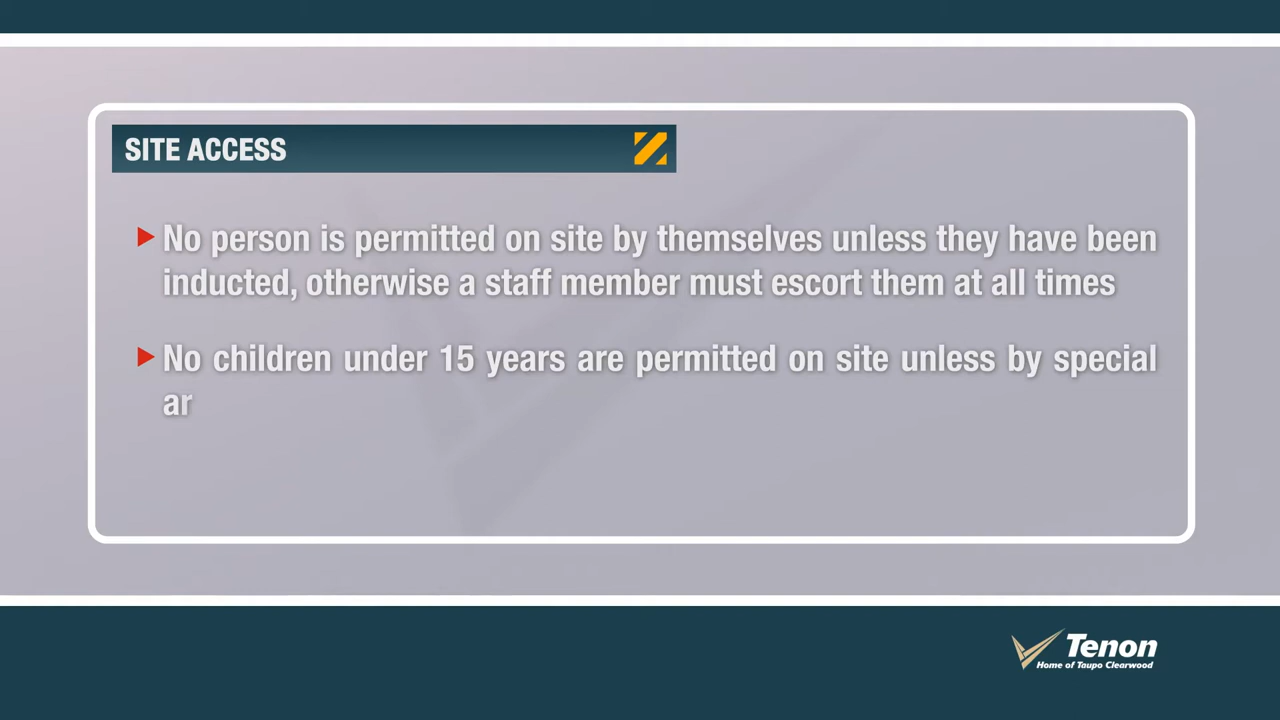 SITE ACCESS
No person is permitted on site by themselves unless they have been
inducted, otherwise a staff member must escort them at all times
No children under 15 years are permitted on site unless by special
ar
Tenon
Home of Taupo Clearwood